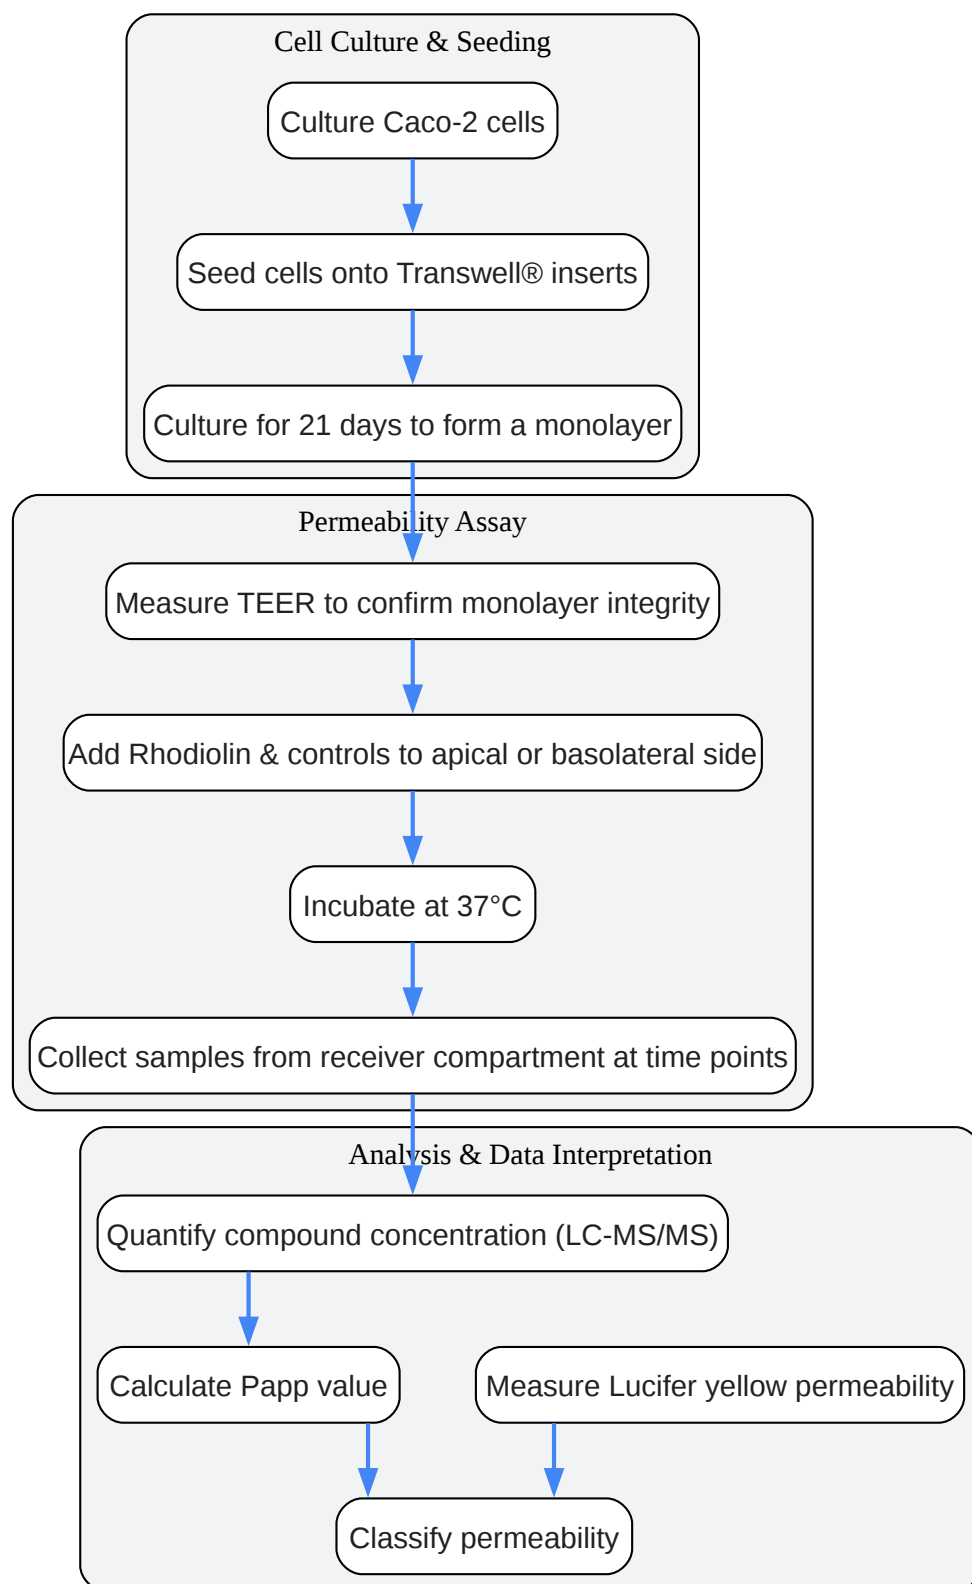 Cell Culture & Seeding
Culture Caco-2 cells
Seed cells onto Transwell® inserts
Culture for 21 days to form a monolayer
Permeability Assay
Measure TEER to confirm monolayer integrity
Add Rhodiolin & controls to apical or basolateral side
Incubate at 37°C
Collect samples from receiver compartment at time points
Analysis & Data Interpretation
Quantify compound concentration (LC-MS/MS)
Calculate Papp value
Measure Lucifer yellow permeability
Classify permeability